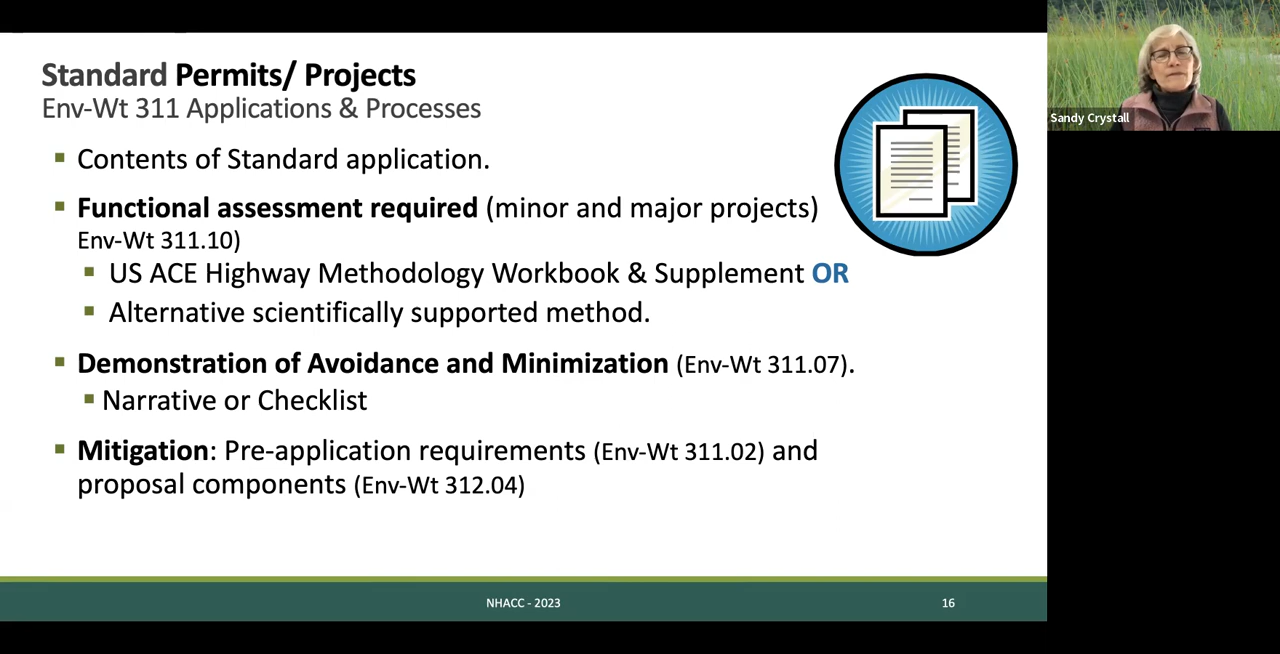 Standard Permits/ Projects
Env-Wt 311 Applications & Processes
▪ Contents of Standard application.
▪ Functional assessment required (minor and major projects)
Env-Wt 311.10)
▪ US ACE Highway Methodology Workbook & Supplement OR
▪ Alternative scientifically supported method.
▪ Demonstration of Avoidance and Minimization (Env-Wt 311.07).
▪ Narrative or Checklist
▪ Mitigation: Pre-application requirements (Env-Wt 311.02) and
proposal components (Env-Wt 312.04)
NHACC - 2023
16
Sandy Crystall